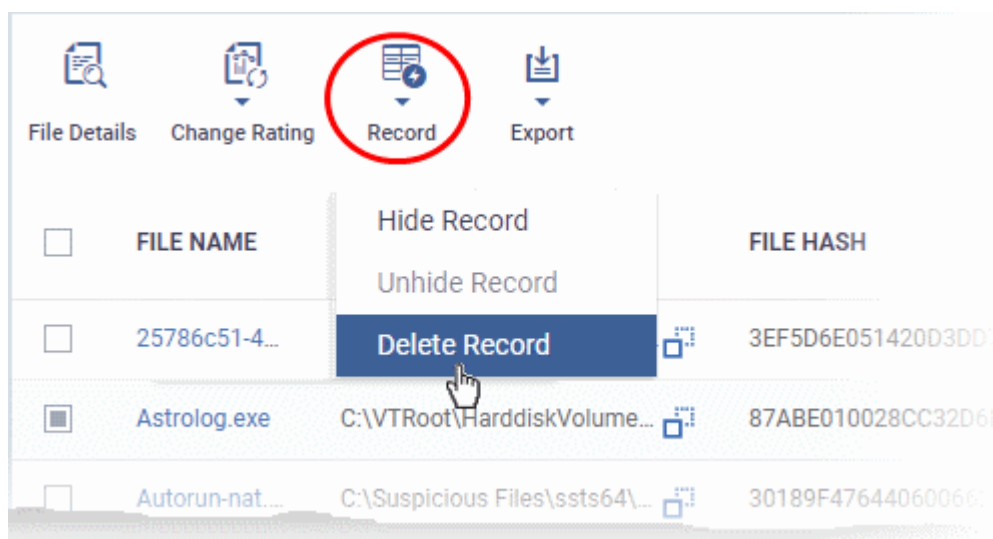 File Details Change Rating Record Export
Hide Record
FILE NAME FILE HASH
Unhide Record
25786c51-4... Delete Record 3EF5D6E051420D3DD
Astrolog.exe C:\VTRoot\HarddiskVolume... 87ABE010028CC32D6
Autorun-nat.... C:\Suspicious Files\ssts64\... 30189F4764406006